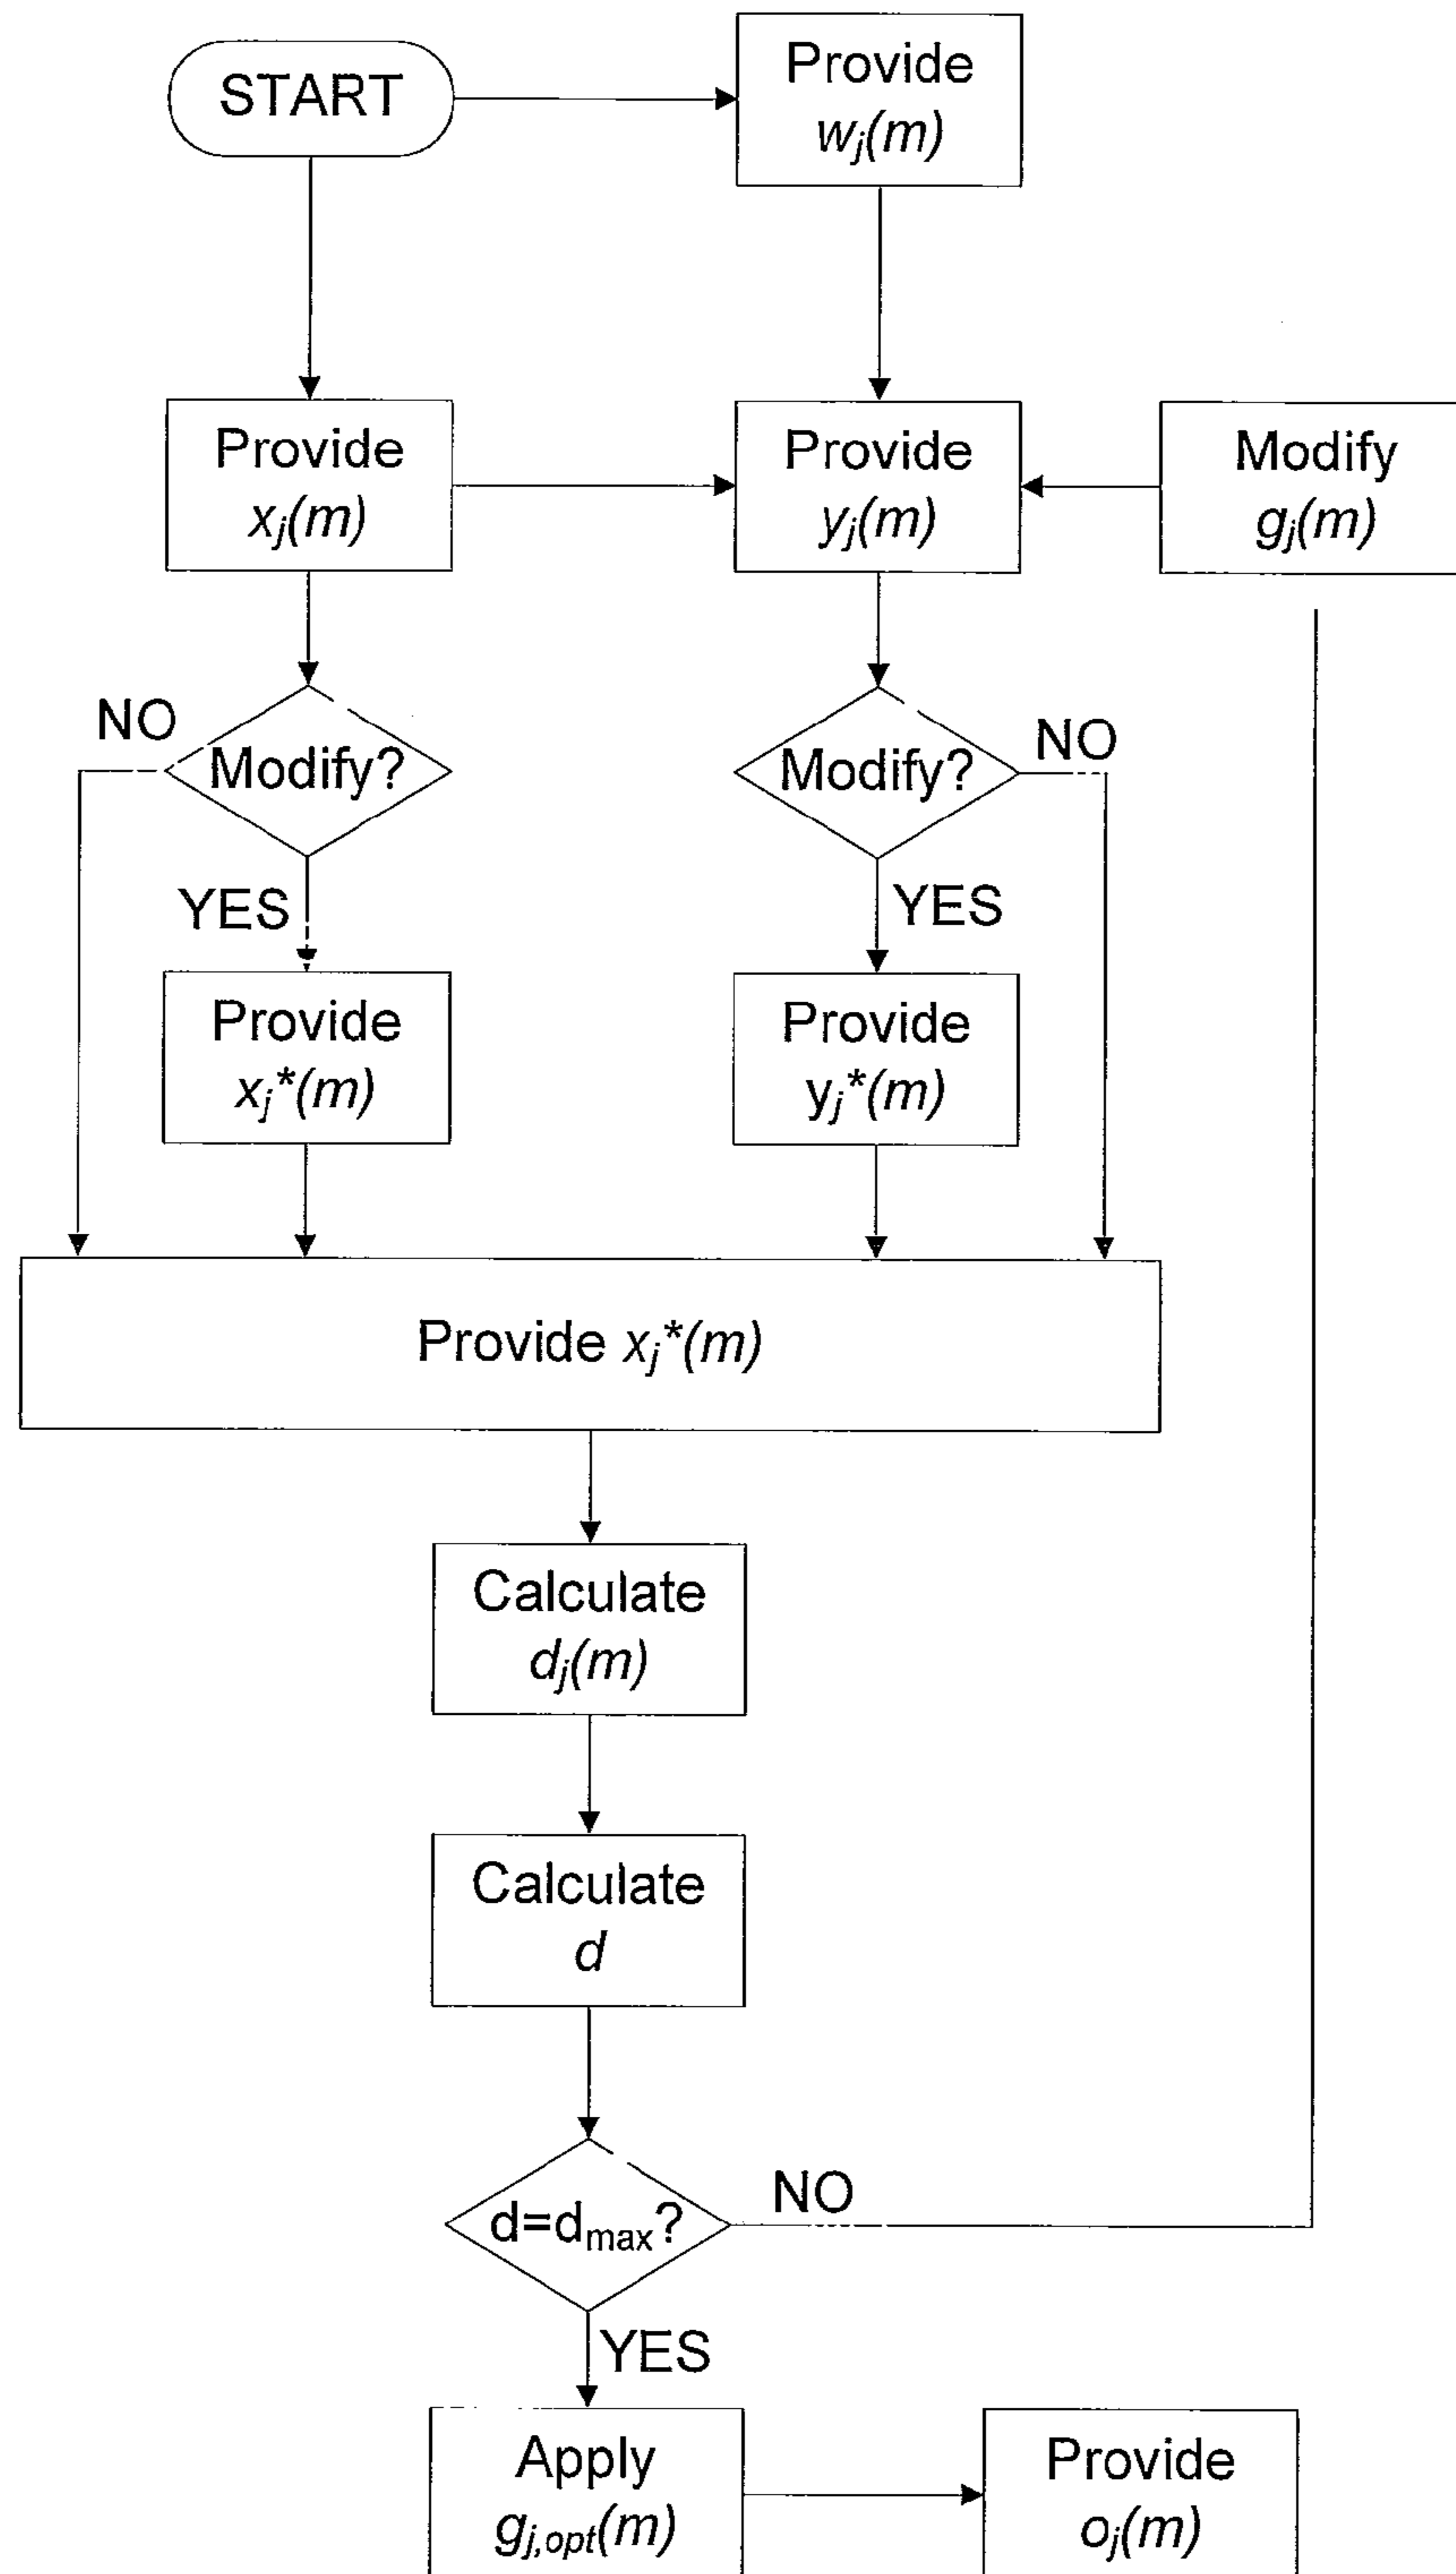 START
Provide
wj(m)
Provide
xj(m)
Provide
yj(m)
Modify
gj(m)
NO
Modify?
YES
Modify?
NO
YES
Provide
xj*(m)
Provide
yj*(m)
Provide xj*(m)
Calculate
dj(m)
Calculate
d
d=dmax?
NO
YES
Apply
gj,opt(m)
Provide
oj(m)